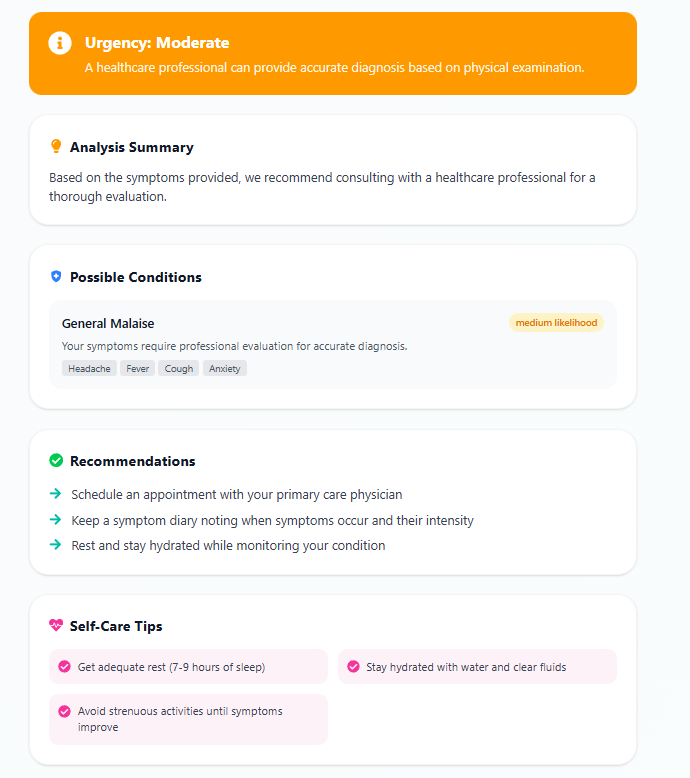 Urgency: Moderate
A healthcare professional can provide accurate diagnosis based on physical examination.
Analysis Summary
Based on the symptoms provided, we recommend consulting with a healthcare professional for a
thorough evaluation.
Possible Conditions
General Malaise
medium likelihood
Your symptoms require professional evaluation for accurate diagnosis.
Headache Fever Cough Anxiety
Recommendations
Schedule an appointment with your primary care physician
Keep a symptom diary noting when symptoms occur and their intensity
Rest and stay hydrated while monitoring your condition
Self-Care Tips
Get adequate rest (7-9 hours of sleep)
Stay hydrated with water and clear fluids
Avoid strenuous activities until symptoms
improve